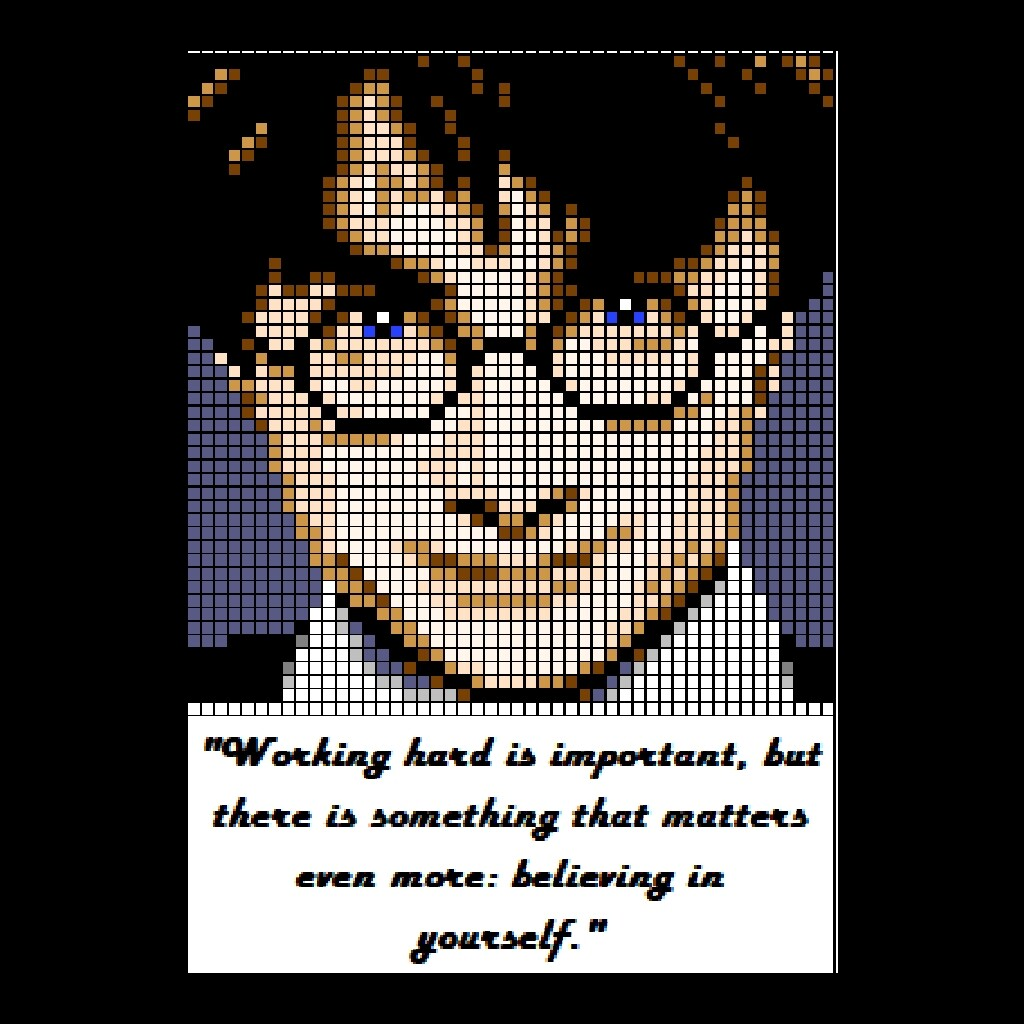 "Working hard is important, but
there is something that matters
even more: believing in
yourself."